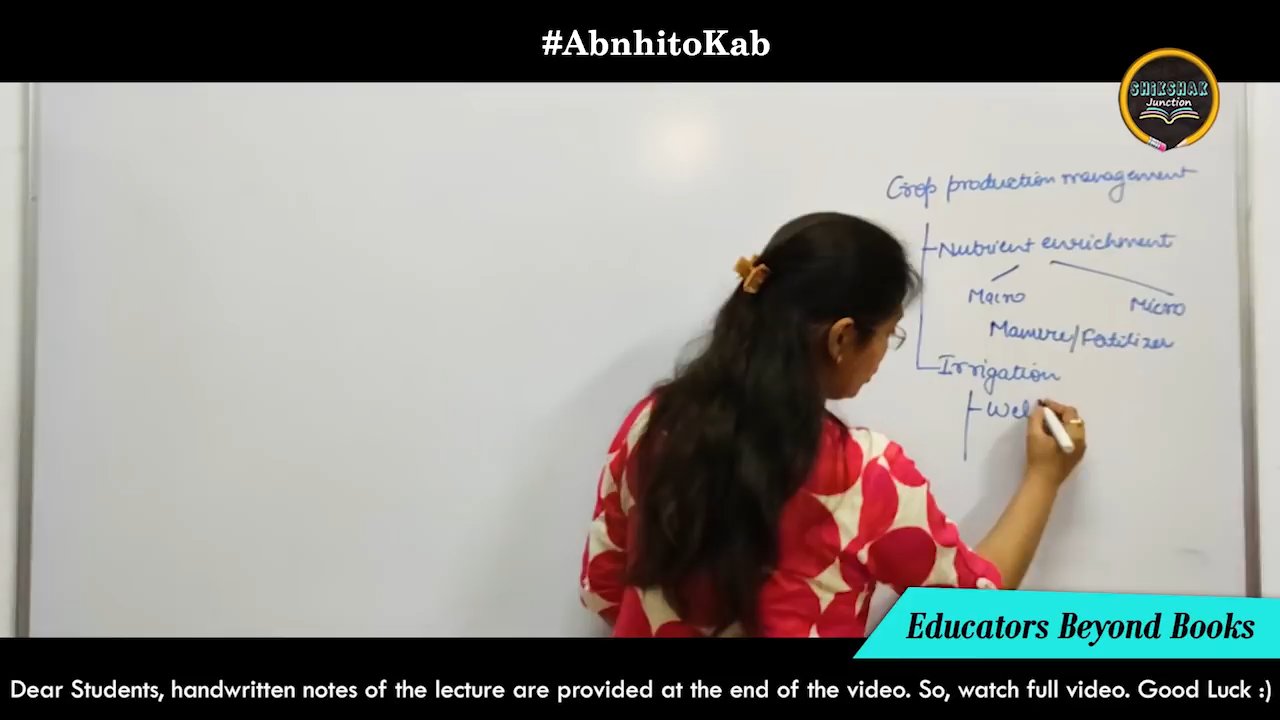 #AbnhitoKab
SHIKSHAK
Junction
Crop production management
Nutrient enrichment
Macro
Micro
Manure/Fertilizer
Irrigation
Wel
Educators Beyond Books
Dear Students, handwritten notes of the lecture are provided at the end of the video. So, watch full video. Good Luck :)